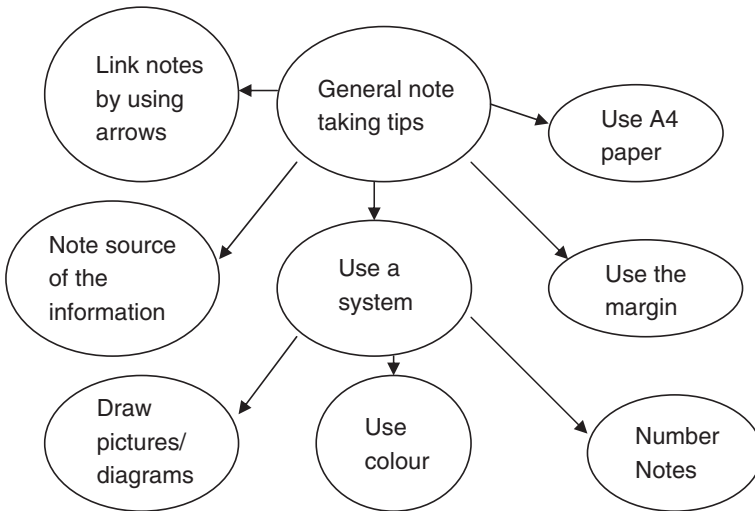 Link notes
by using
arrows
General note
taking tips
Use A4
paper
Note source
of the
information
Use a
system
Use the
margin
Draw
pictures/
diagrams
Use
colour
Number
Notes